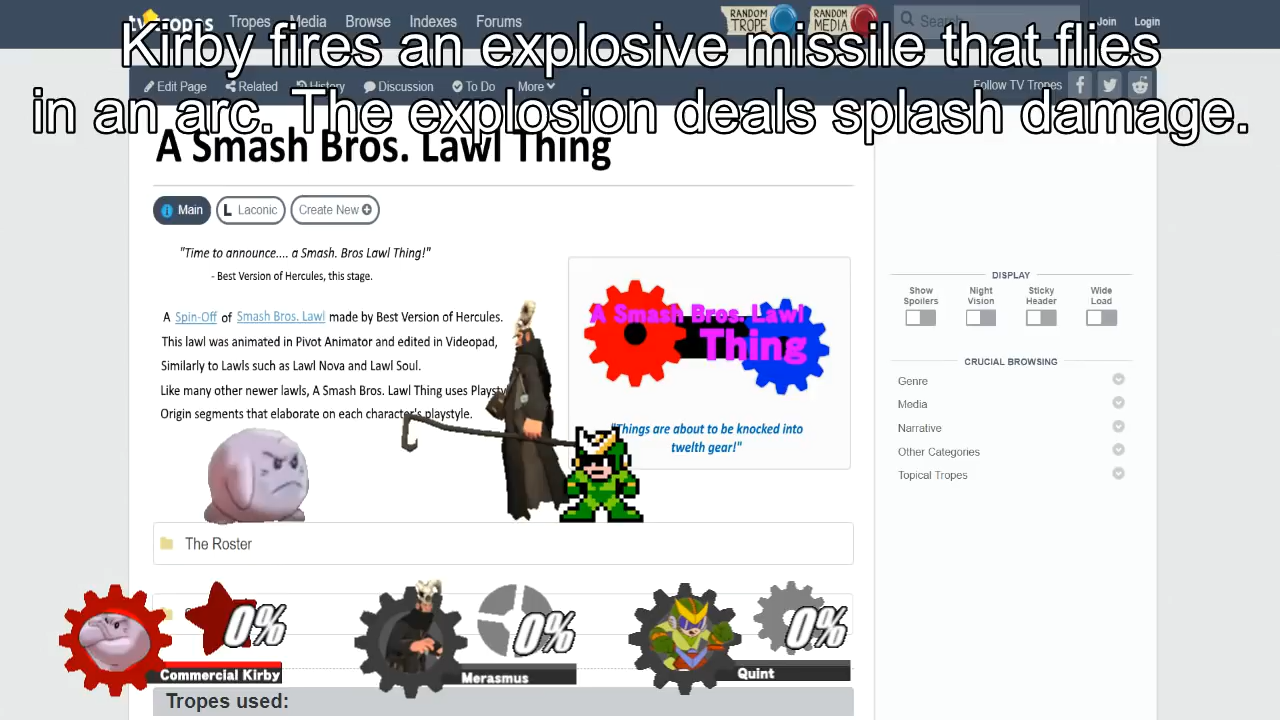 tvtropes Tropes Media Browse Indexes Forums RANDOM TROPE RANDOM MEDIA Search Join Login
Kirby fires an explosive missile that flies
in an arc. The explosion deals splash damage.
Edit Page Related History Discussion To Do More Follow TV Tropes
A Smash Bros. Lawl Thing
Main L Laconic Create New
"Time to announce.... a Smash. Bros Lawl Thing!"
- Best Version of Hercules, this stage.
A Spin-Off of Smash Bros. Lawl made by Best Version of Hercules.
This lawl was animated in Pivot Animator and edited in Videopad,
Similarly to Lawls such as Lawl Nova and Lawl Soul.
Like many other newer lawls, A Smash Bros. Lawl Thing uses
Origin segments that elaborate on each character's playstyle.
A Smash Bros. Lawl
Thing
"Things are about to be knocked into
twelth gear!"
DISPLAY
Show Spoilers
Night Vision
Sticky Header
Wide Load
CRUCIAL BROWSING
Genre
Media
Narrative
Other Categories
Topical Tropes
The Roster
0% 0% 0%
Commercial Kirby Merasmus Quint
Tropes used: